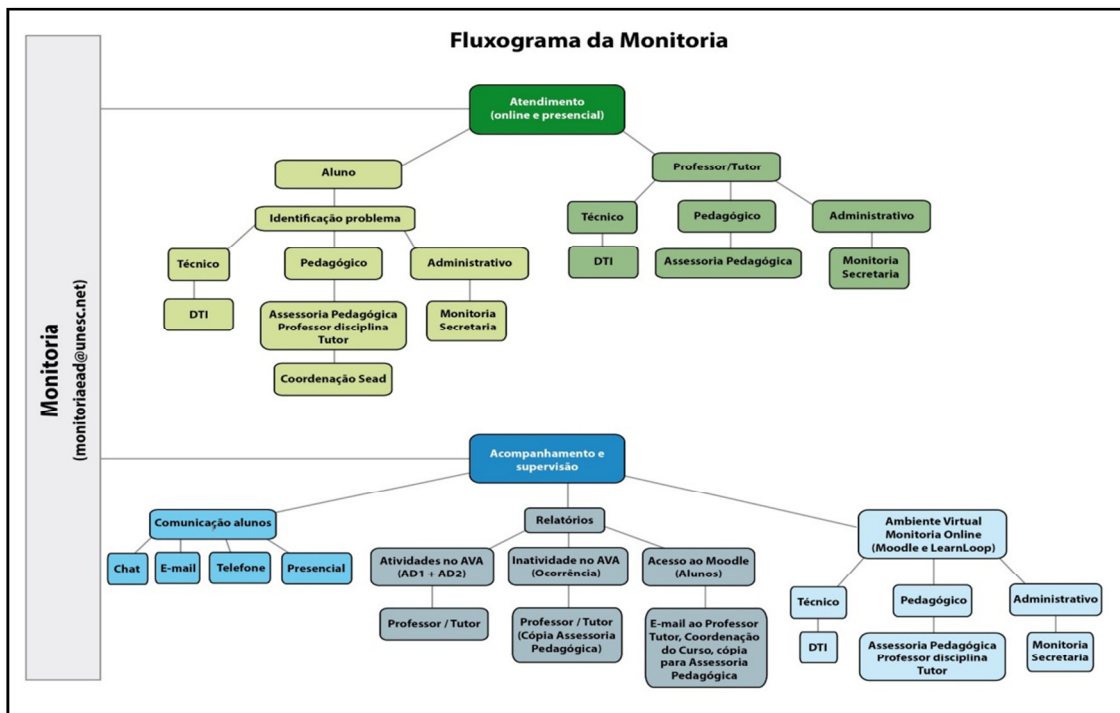 Fluxograma da Monitoria
Monitoria
(monitoriaead@unesc.net)
Atendimento
(online e presencial)
Aluno
Identificação problema
Técnico
Pedagógico
Administrativo
DTI
Assessoria Pedagógica
Professor disciplina
Tutor
Monitoria
Secretaria
Coordenação Sead
Professor/Tutor
Técnico
Pedagógico
Administrativo
DTI
Assessoria Pedagógica
Monitoria
Secretaria
Acompanhamento e
supervisão
Comunicação alunos
Chat
E-mail
Telefone
Presencial
Relatórios
Atividades no AVA
(AD1 + AD2)
Inatividade no AVA
(Ocorrência)
Acesso ao Moodle
(Alunos)
Professor / Tutor
Professor / Tutor
(Cópia Assessoria
Pedagógica)
E-mail ao Professor
Tutor, Coordenação
do Curso, cópia
para Assessoria
Pedagógica
Ambiente Virtual
Monitoria Online
(Moodle e LearnLoop)
Técnico
Pedagógico
Administrativo
DTI
Assessoria Pedagógica
Professor disciplina
Tutor
Monitoria
Secretaria